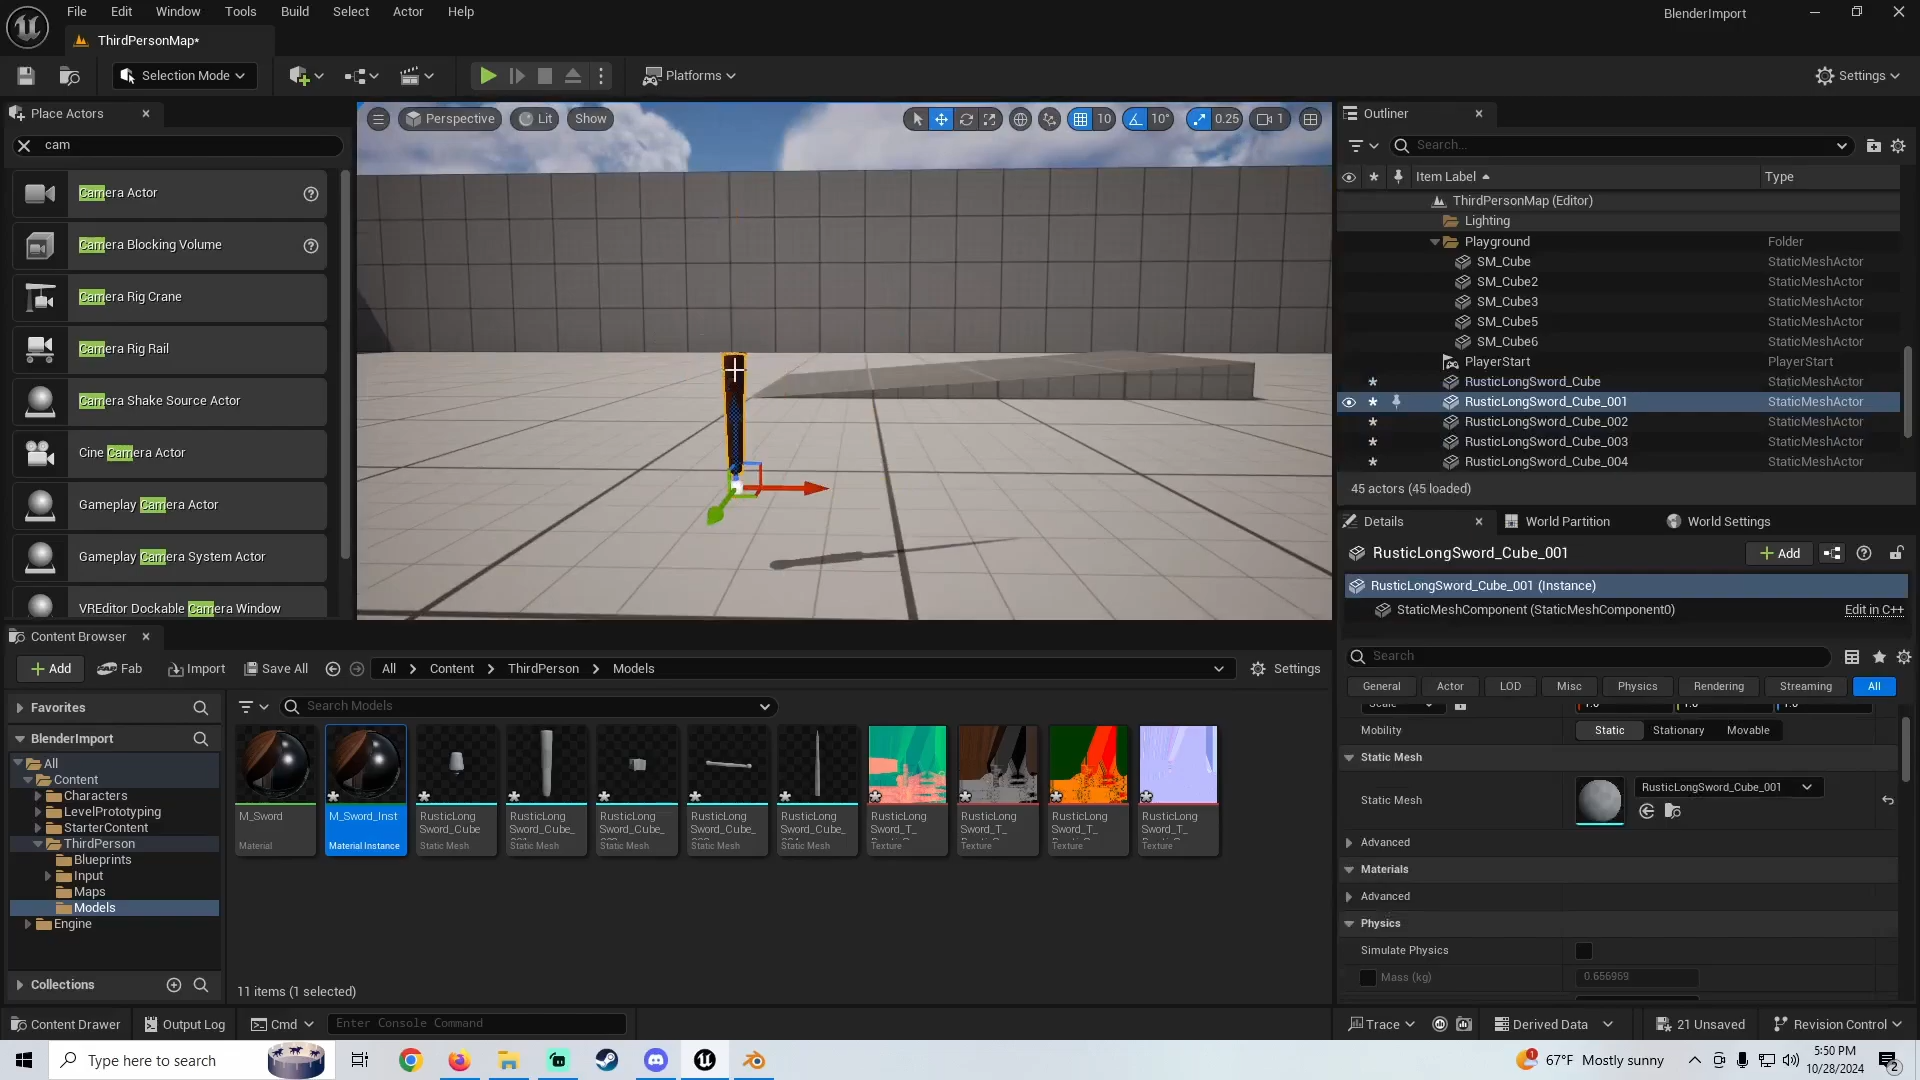 File Edit Window Tools Build Select Actor Help
BlenderImport
ThirdPersonMap*
Selection Mode
Platforms
Settings
Place Actors
cam
Camera Actor
Camera Blocking Volume
Camera Rig Crane
Camera Rig Rail
Camera Shake Source Actor
Cine Camera Actor
Gameplay Camera Actor
Gameplay Camera System Actor
VREditor Dockable Camera Window
Perspective Lit Show
10 10° 0.25 1
Outliner
Search...
Item Label Type
ThirdPersonMap (Editor)
Lighting
Playground Folder
SM_Cube StaticMeshActor
SM_Cube2 StaticMeshActor
SM_Cube3 StaticMeshActor
SM_Cube5 StaticMeshActor
SM_Cube6 StaticMeshActor
PlayerStart PlayerStart
RusticLongSword_Cube StaticMeshActor
RusticLongSword_Cube_001 StaticMeshActor
RusticLongSword_Cube_002 StaticMeshActor
RusticLongSword_Cube_003 StaticMeshActor
RusticLongSword_Cube_004 StaticMeshActor
45 actors (45 loaded)
Details World Partition World Settings
RusticLongSword_Cube_001 Add
RusticLongSword_Cube_001 (Instance)
StaticMeshComponent (StaticMeshComponent0) Edit in C++
Search
General Actor LOD Misc Physics Rendering Streaming All
Mobility Static Stationary Movable
Static Mesh
Static Mesh RusticLongSword_Cube_001
Advanced
Materials
Advanced
Physics
Simulate Physics
Mass (kg) 0.656969
Content Browser
Add Fab Import Save All All Content ThirdPerson Models Settings
Favorites
BlenderImport
All
Content
Characters
LevelPrototyping
StarterContent
ThirdPerson
Blueprints
Input
Maps
Models
Engine
Collections
Search Models
M_Sword
Material
M_Sword_Inst
Material Instance
RusticLong
Sword_Cube
Static Mesh
RusticLong
Sword_Cube_
Static Mesh
RusticLong
Sword_Cube_
Static Mesh
RusticLong
Sword_Cube_
Static Mesh
RusticLong
Sword_Cube_
Static Mesh
RusticLong
Sword_T_
Texture
RusticLong
Sword_T_
Texture
RusticLong
Sword_T_
Texture
RusticLong
Sword_T_
Texture
11 items (1 selected)
Content Drawer Output Log Cmd Enter Console Command Trace Derived Data 21 Unsaved Revision Control
Type here to search
67°F Mostly sunny
5:50 PM
10/28/2024
2